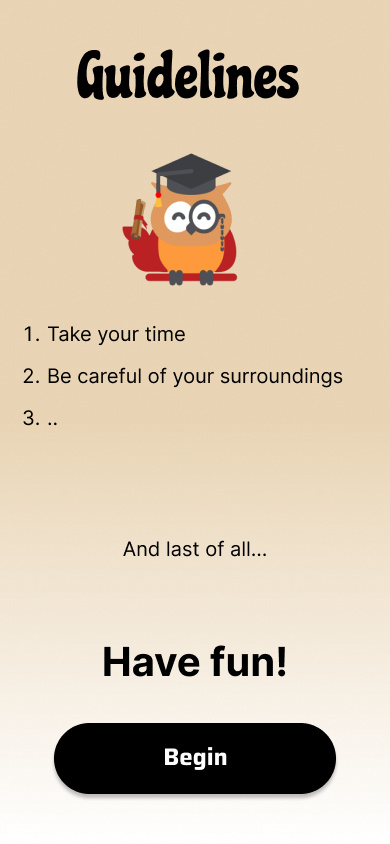 Guidelines
1. Take your time
2. Be careful of your surroundings
3. ..
And last of all...
Have fun!
Begin